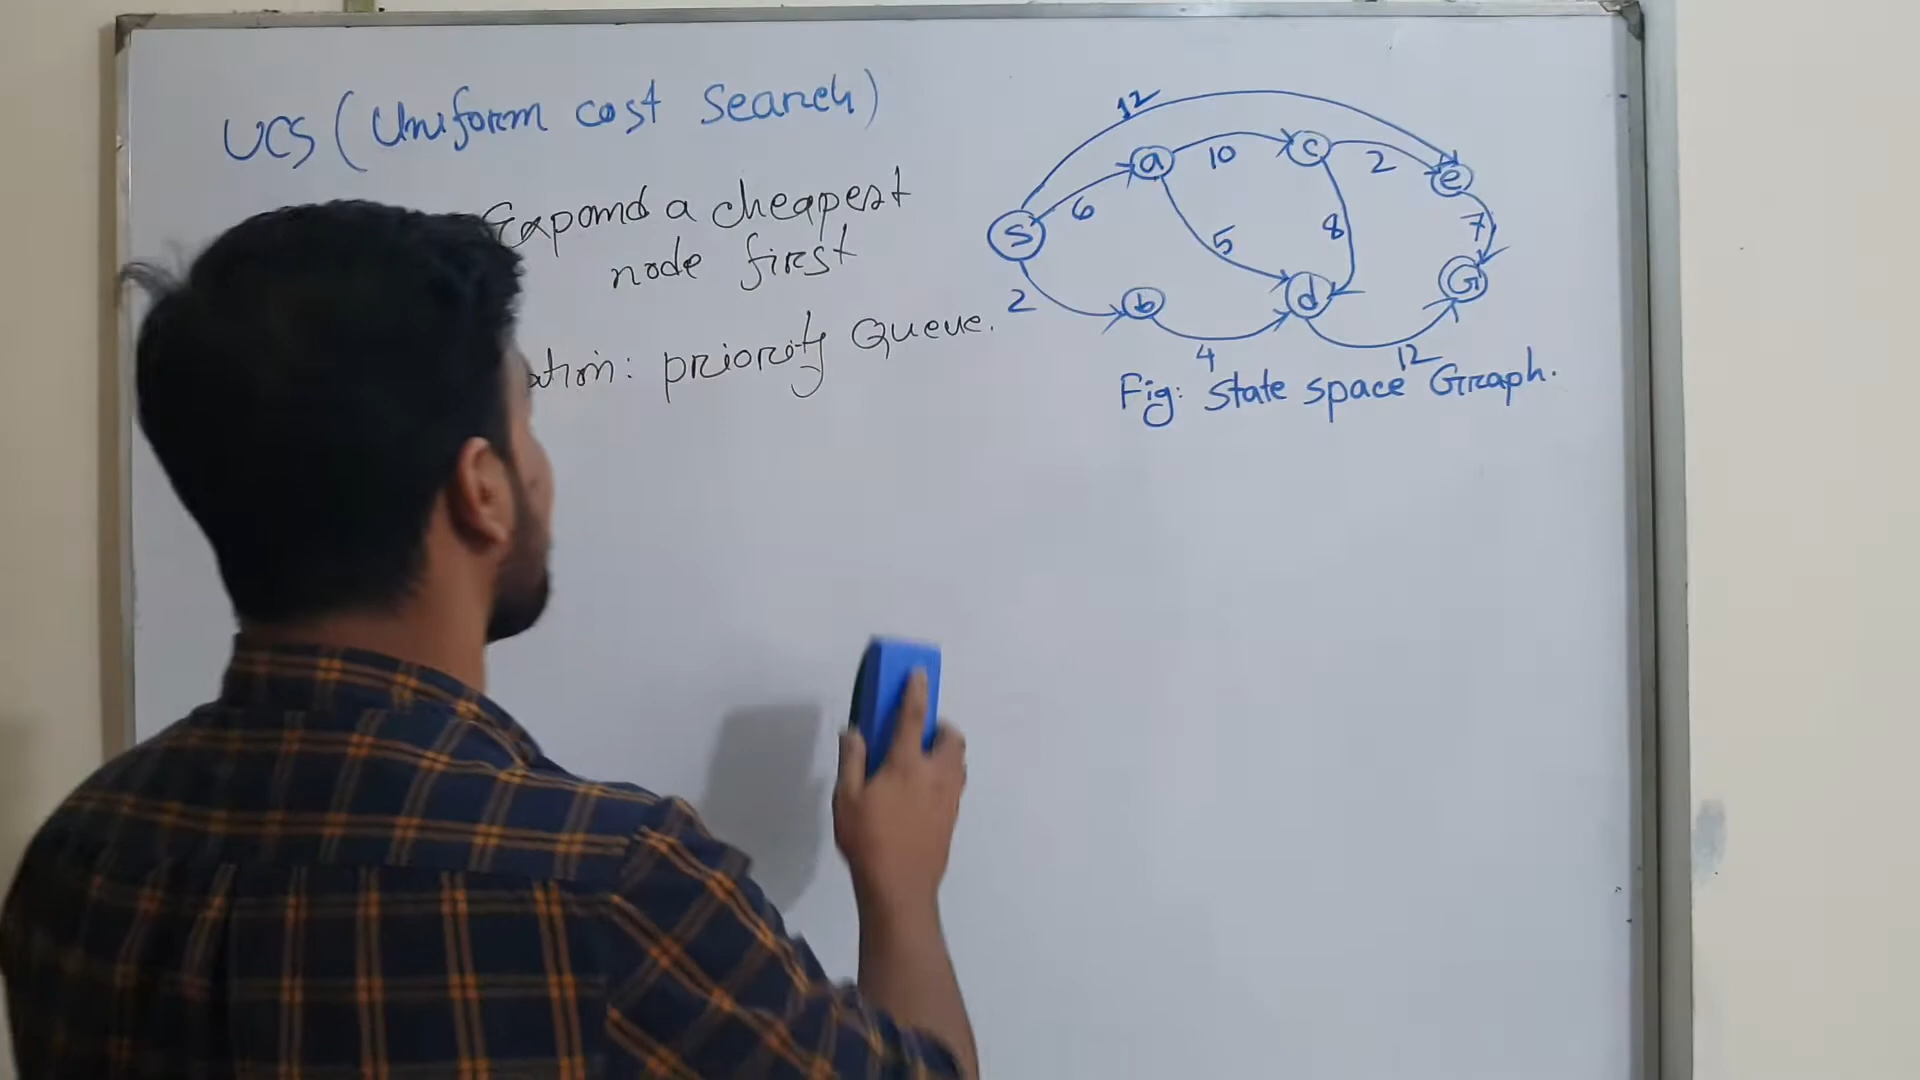 UCS (Uniform cost Search)
Expand a cheapest
node first
ation: priority Queue.
12
a
10
c
2
e
6
S
5
8
7
2
b
d
G
4
12
Fig: State space Graph.